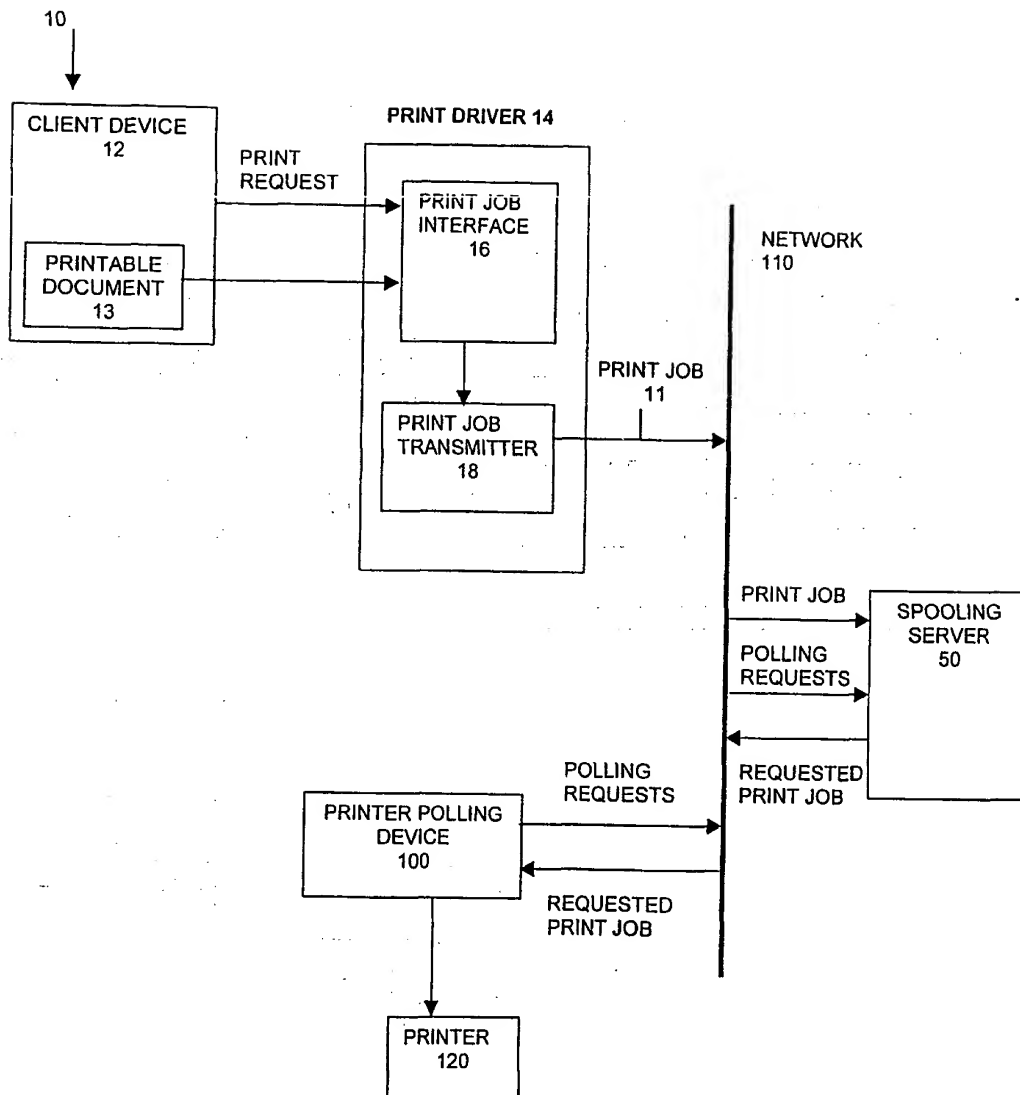 10
CLIENT DEVICE
12
PRINTABLE
DOCUMENT
13
PRINT
REQUEST
PRINT DRIVER 14
PRINT JOB
INTERFACE
16
PRINT JOB
TRANSMITTER
18
PRINT JOB
11
NETWORK
110
PRINT JOB
POLLING
REQUESTS
REQUESTED
PRINT JOB
SPOOLING
SERVER
50
POLLING
REQUESTS
PRINTER POLLING
DEVICE
100
REQUESTED
PRINT JOB
PRINTER
120